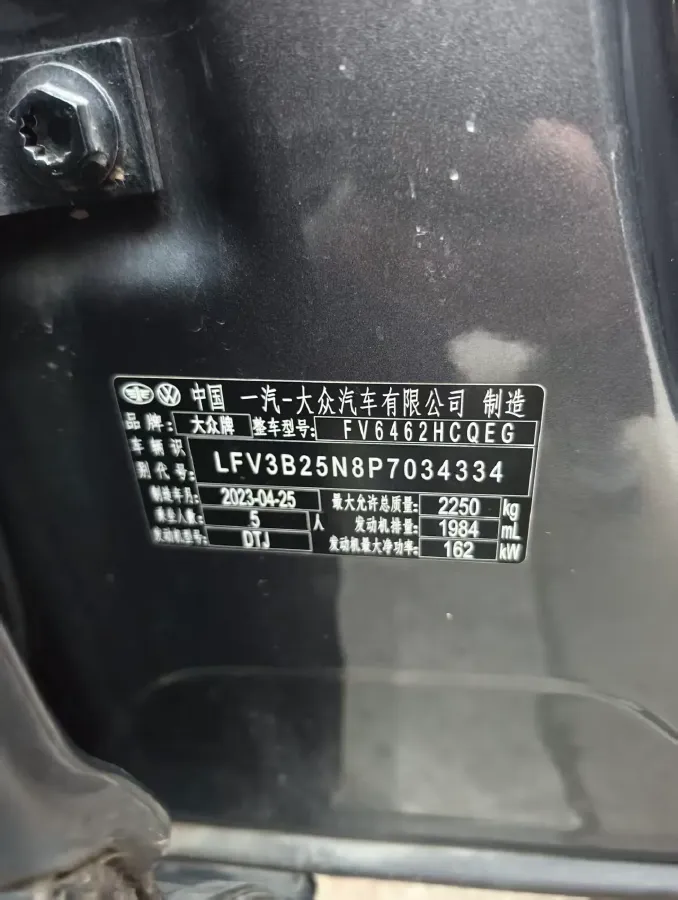 中国 一汽-大众汽车有限公司 制造
品牌: 大众牌 整车型号: FV6462HCQEG
车辆识
别代号: LFV3B25N8P7034334
制造年月: 2023-04-25 最大允许总质量: 2250 kg
乘坐人数: 5 人 发动机排量: 1984 mL
发动机型号: DTJ 发动机最大净功率: 162 kW